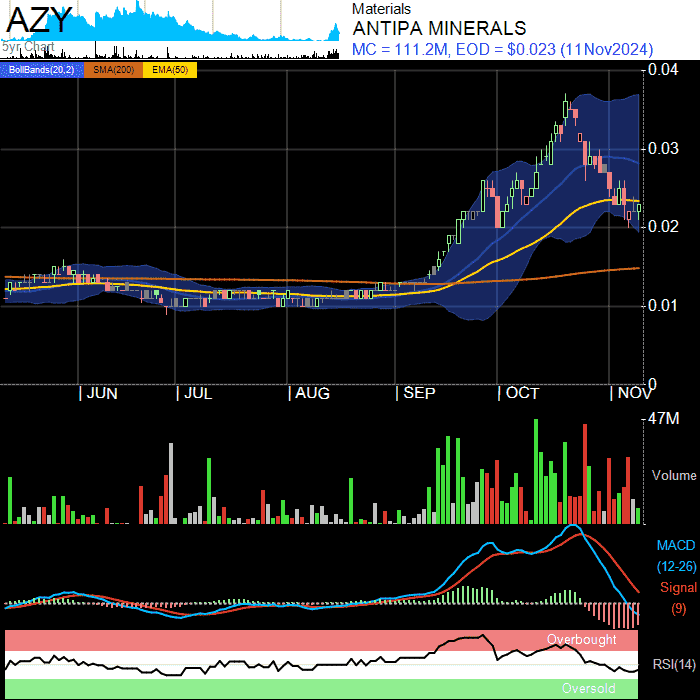 AZY
5yr Chart
Materials
ANTIPA MINERALS
MC = 111.2M, EOD = $0.023 (11Nov2024)
BollBands(20,2) SMA(200) EMA(50)
0.04
0.03
0.02
0.01
0
JUN JUL AUG SEP OCT NOV
47M
Volume
MACD
(12-26)
Signal
(9)
Overbought
RSI(14)
Oversold